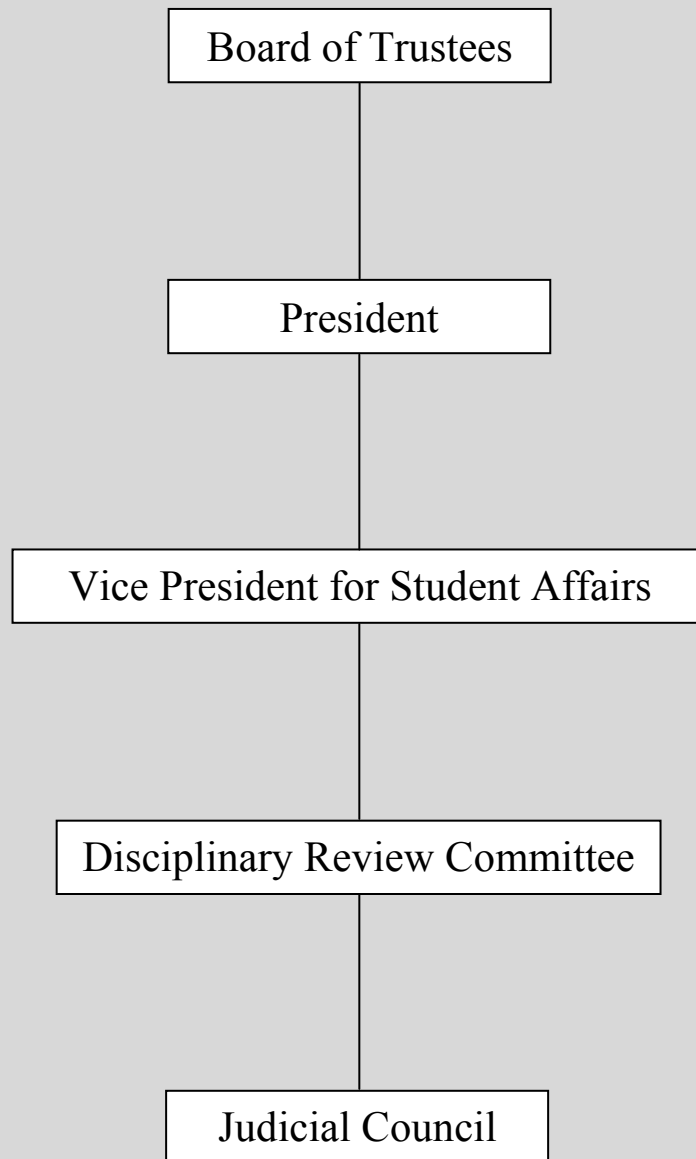 Board of Trustees
President
Vice President for Student Affairs
Disciplinary Review Committee
Judicial Council